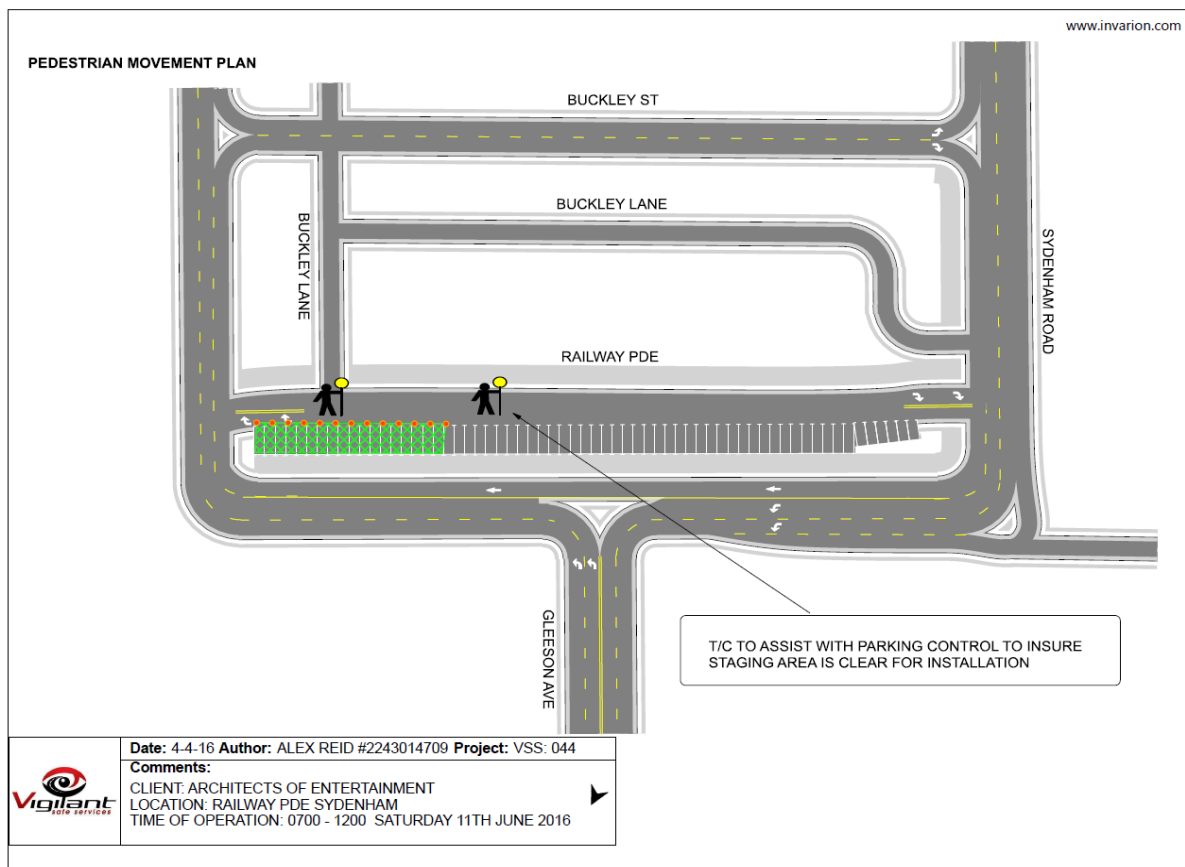 www.invarion.com
PEDESTRIAN MOVEMENT PLAN
BUCKLEY ST
BUCKLEY LANE
BUCKLEY LANE
SYDENHAM ROAD
RAILWAY PDE
GLEESON AVE
T/C TO ASSIST WITH PARKING CONTROL TO INSURE
STAGING AREA IS CLEAR FOR INSTALLATION
Vigilant
safe services
Date: 4-4-16 Author: ALEX REID #2243014709 Project: VSS: 044
Comments:
CLIENT: ARCHITECTS OF ENTERTAINMENT
LOCATION: RAILWAY PDE SYDENHAM
TIME OF OPERATION: 0700 - 1200 SATURDAY 11TH JUNE 2016